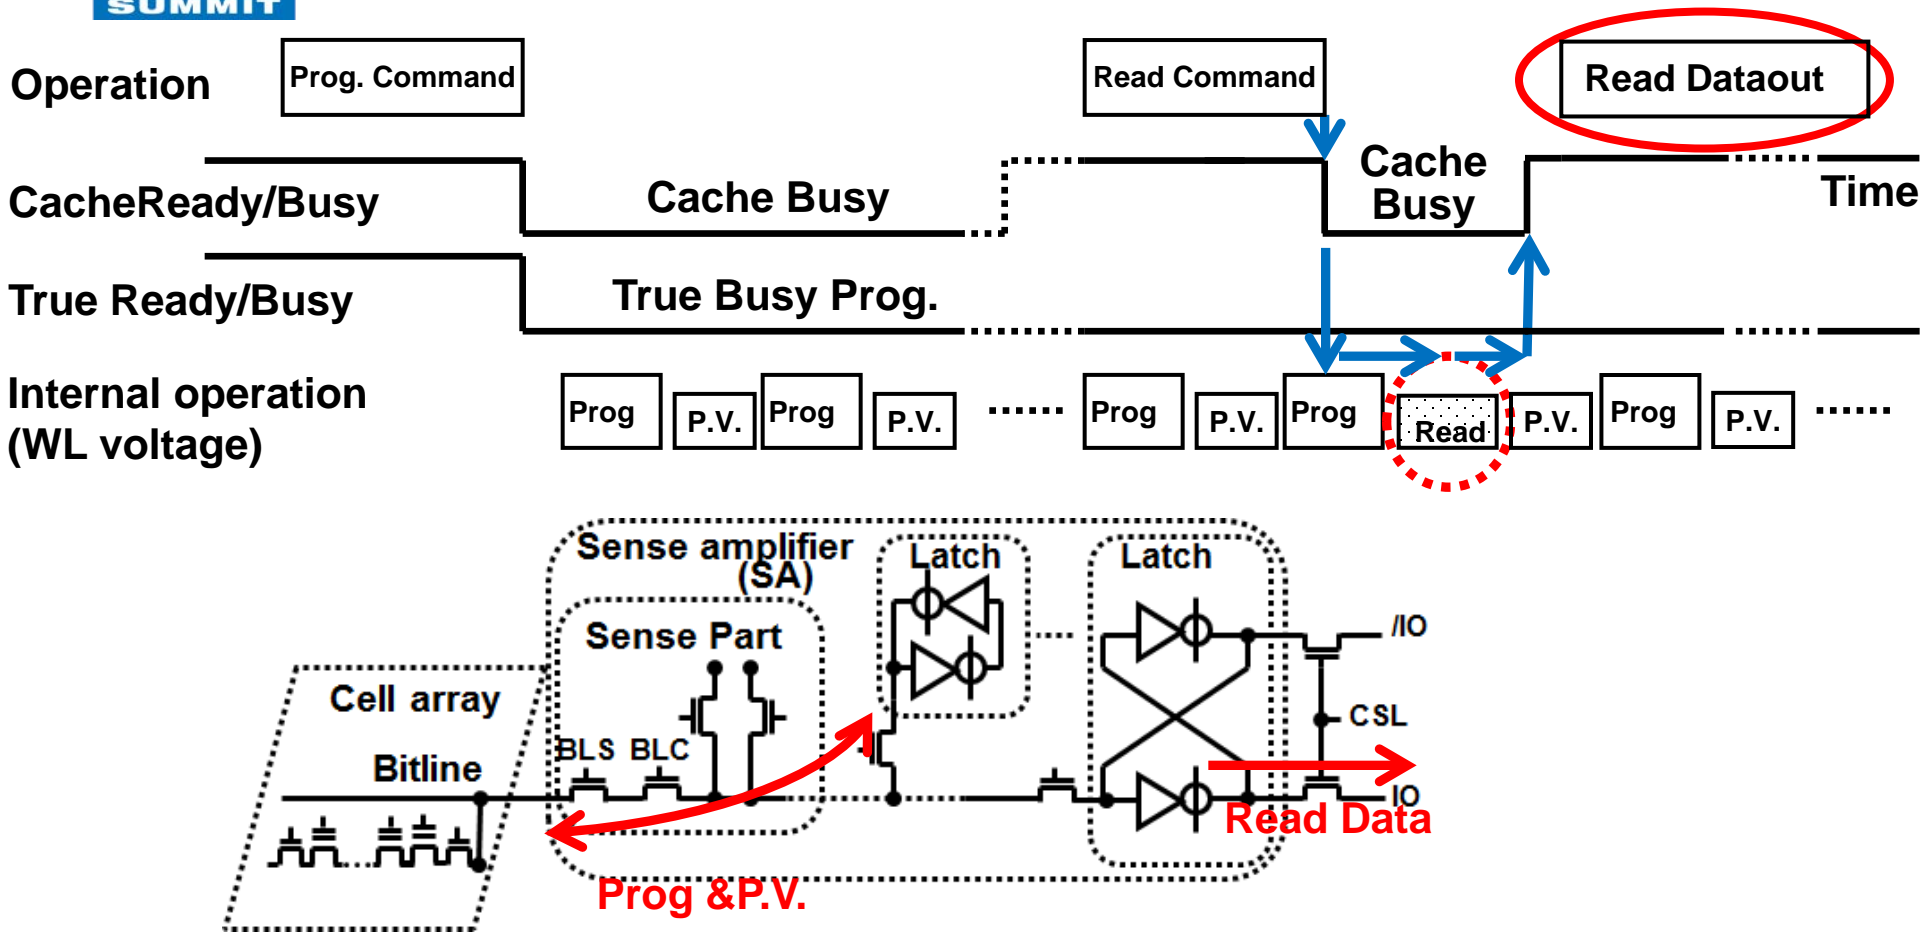 SUMMIT
Operation
Prog. Command
Read Command
Read Dataout
CacheReady/Busy
Cache Busy
Cache
Busy
Time
True Ready/Busy
True Busy Prog.
Internal operation
(WL voltage)
Prog
P.V.
Prog
P.V.
Prog
P.V.
Prog
Read
P.V.
Prog
P.V.
Sense amplifier
(SA)
Latch
Latch
Sense Part
/IO
Cell array
CSL
BLS BLC
Bitline
IO
Read Data
Prog &P.V.